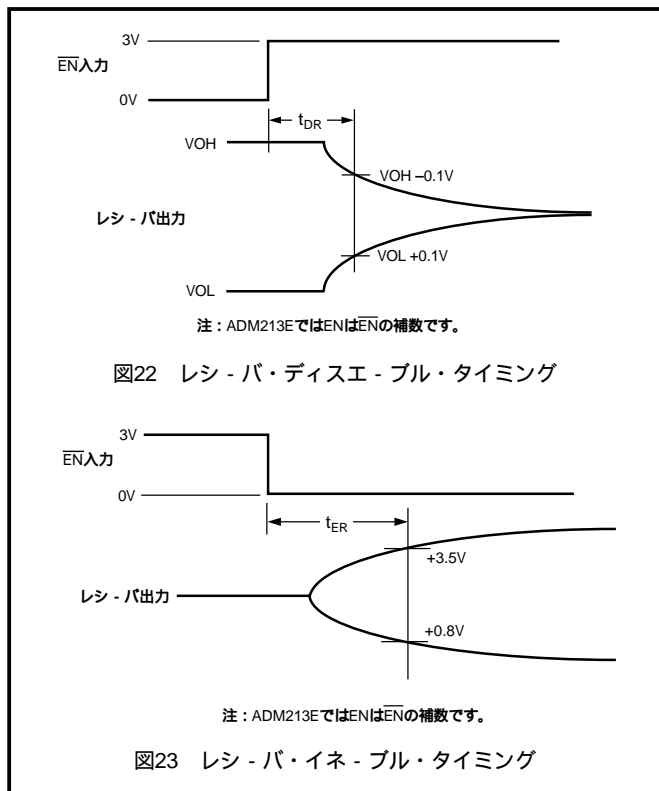 3V
EN入力
0V
tDR
VOH
VOH –0.1V
レシ - バ出力
VOL +0.1V
VOL
注：ADM213EではENはENの補数です。
図22 レシ - バ・ディスエ - ブル・タイミング
3V
EN入力
0V
tER
+3.5V
レシ - バ出力
+0.8V
注：ADM213EではENはENの補数です。
図23 レシ - バ・イネ - ブル・タイミング